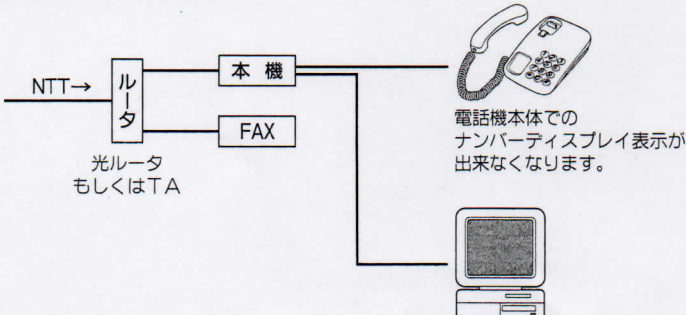 NTT→
ルータ
本機
FAX
光ルータ
もしくはTA
電話機本体での
ナンバーディスプレイ表示が
出来なくなります。